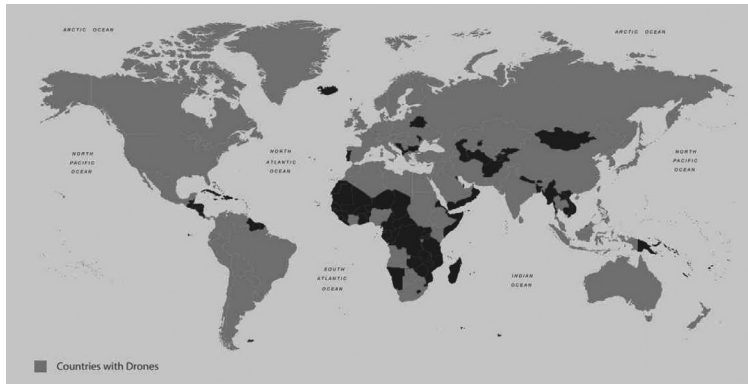 ARCTIC OCEAN
ARCTIC OCEAN
NORTH
PACIFIC
OCEAN
NORTH
ATLANTIC
OCEAN
NORTH
PACIFIC
OCEAN
SOUTH
ATLANTIC
OCEAN
INDIAN
OCEAN
Countries with Drones